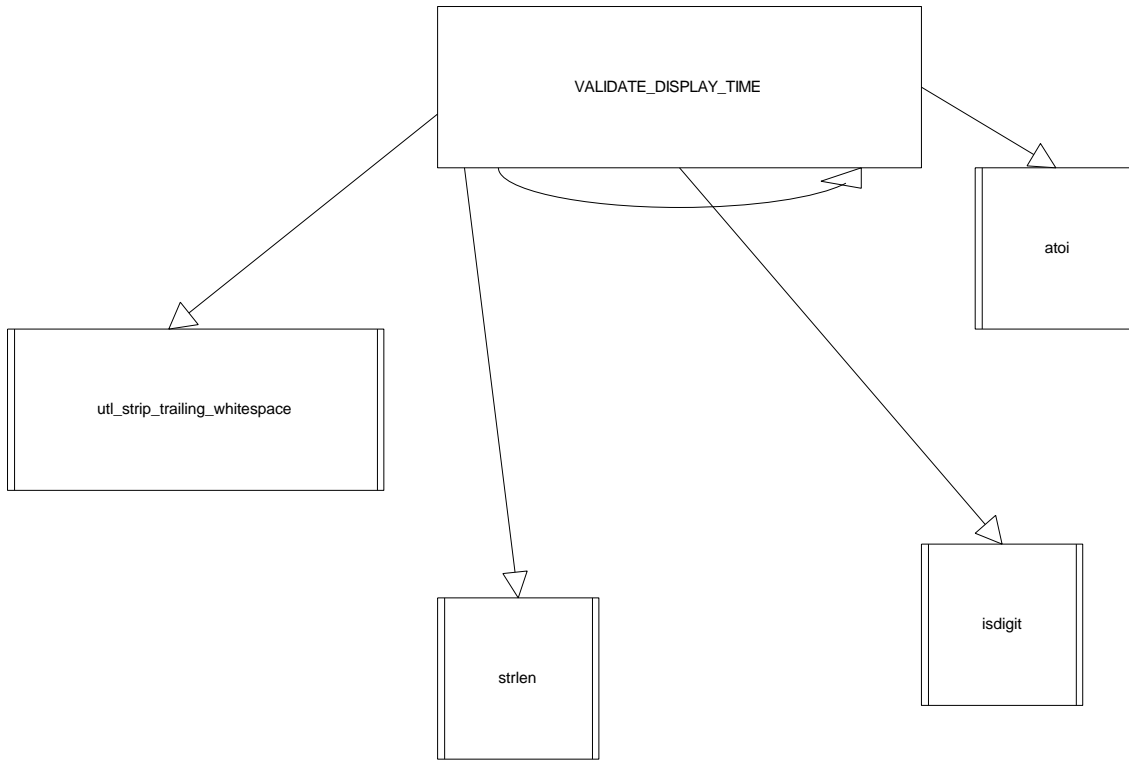 VALIDATE_DISPLAY_TIME
atoi
utl_strip_trailing_whitespace
isdigit
strlen